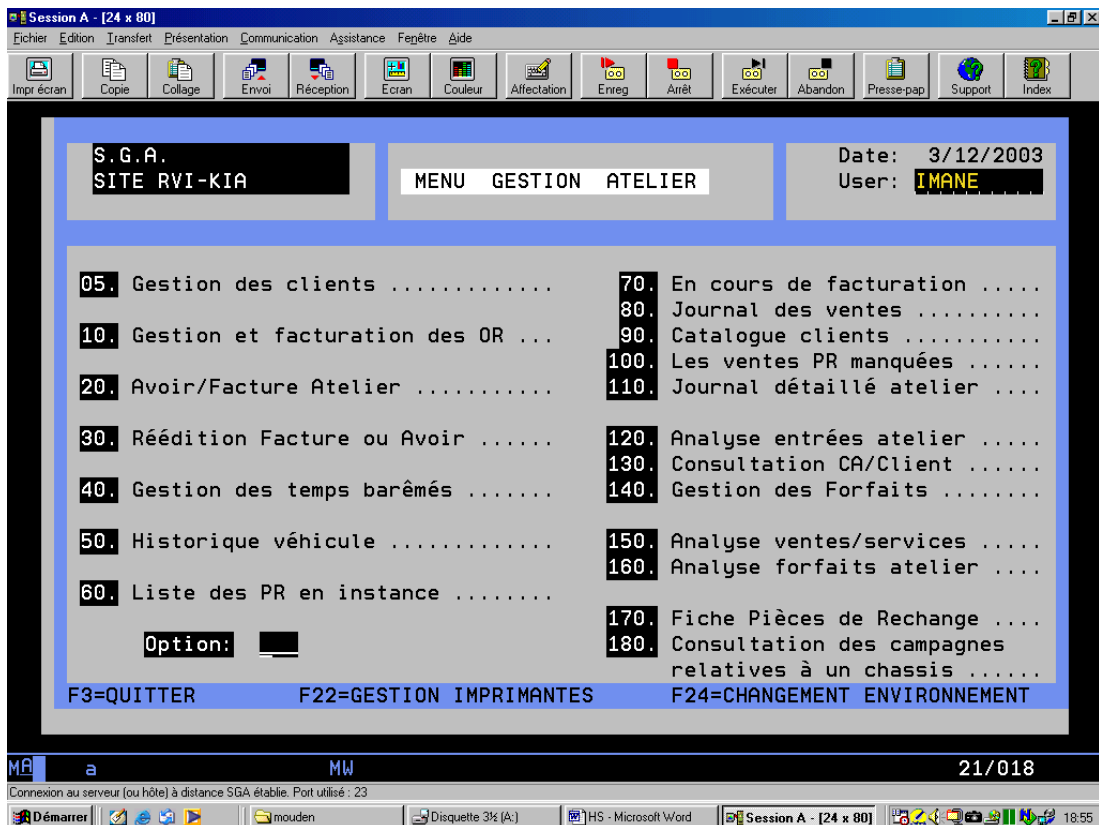 Session A - [24 x 80]
Fichier Edition Transfert Présentation Communication Assistance Fenêtre Aide
Impr écran Copie Collage Envoi Réception Ecran Couleur Affectation Enreg Arrêt Exécuter Abandon Presse-pap Support Index
S.G.A.
SITE RVI-KIA
MENU GESTION ATELIER
Date: 3/12/2003
User: IMANE
05. Gestion des clients .............
10. Gestion et facturation des OR ...
20. Avoir/Facture Atelier ...........
30. Réédition Facture ou Avoir ......
40. Gestion des temps barêmés .......
50. Historique véhicule .............
60. Liste des PR en instance ........
Option:
70. En cours de facturation .....
80. Journal des ventes ..........
90. Catalogue clients ...........
100. Les ventes PR manquées ......
110. Journal détaillé atelier ....
120. Analyse entrées atelier .....
130. Consultation CA/Client ......
140. Gestion des Forfaits ........
150. Analyse ventes/services .....
160. Analyse forfaits atelier ....
170. Fiche Pièces de Rechange ....
180. Consultation des campagnes
relatives à un chassis ......
F3=QUITTER F22=GESTION IMPRIMANTES F24=CHANGEMENT ENVIRONNEMENT
MA a MW 21/018
Connexion au serveur (ou hôte) à distance SGA établie. Port utilisé : 23
Démarrer mouden Disquette 3½ (A:) HS - Microsoft Word Session A - [24 x 80] 18:55